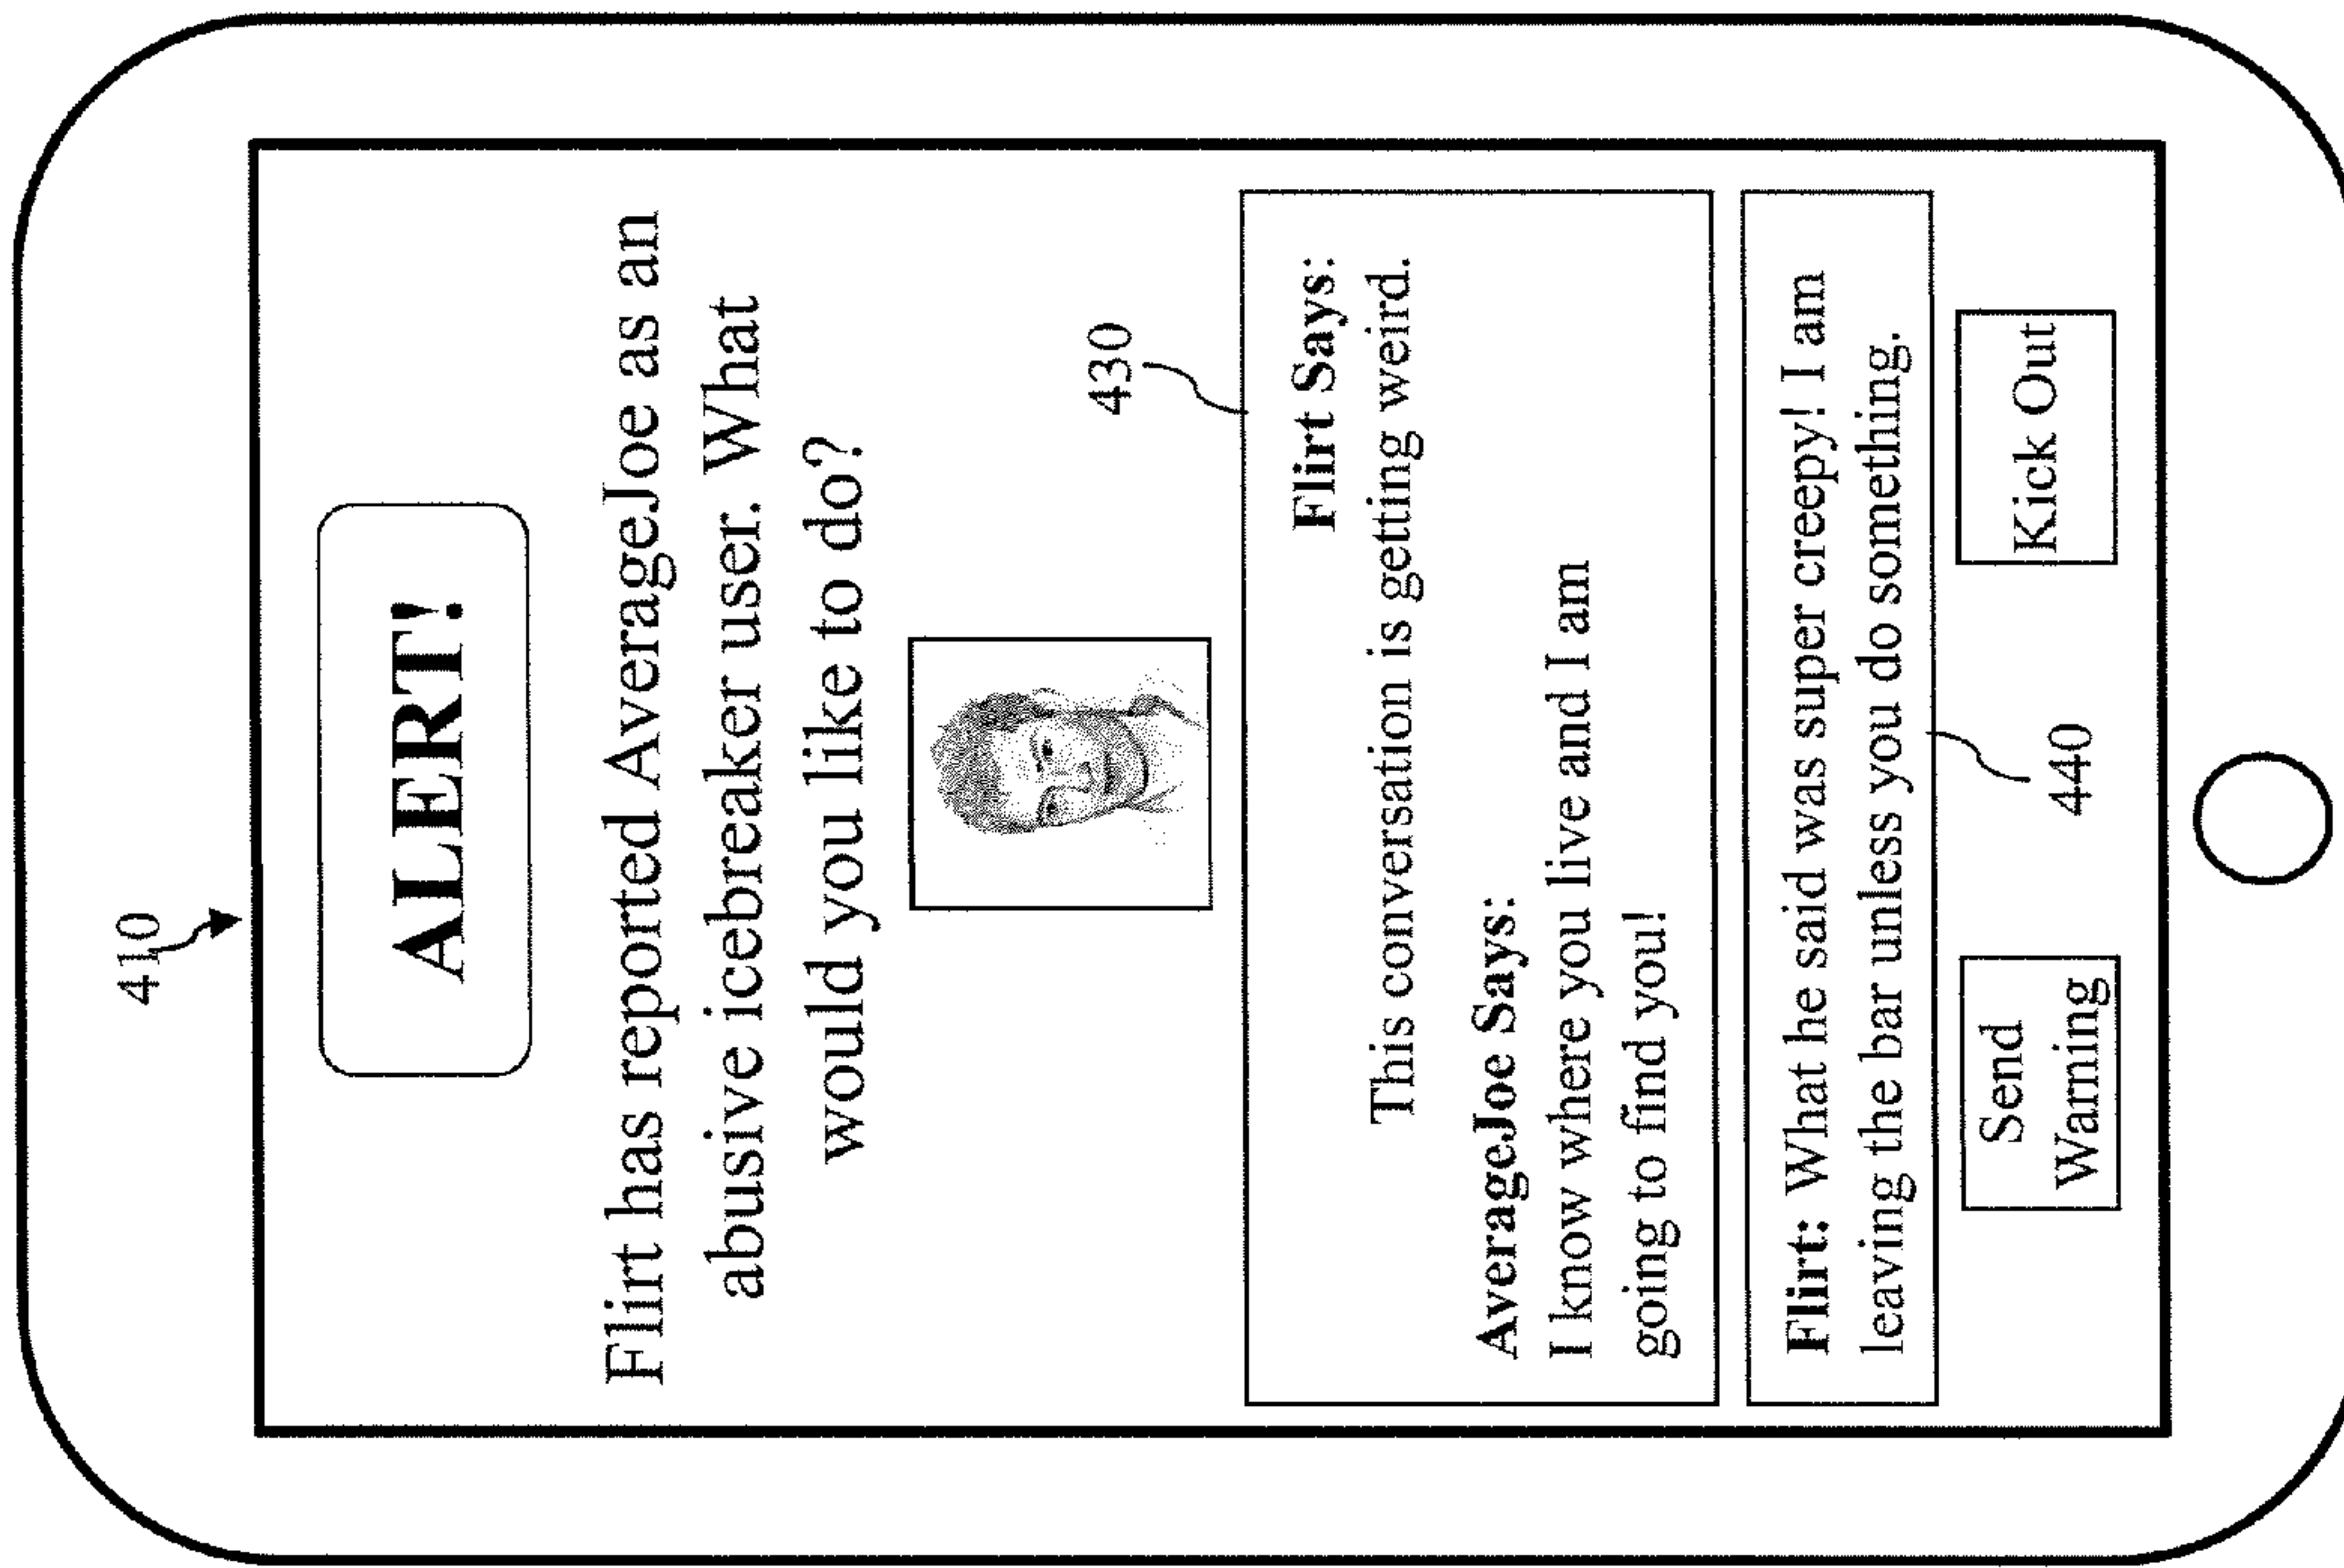 410
ALERT!
Flirt has reported AverageJoe as an
abusive icebreaker user. What
would you like to do?
430
Flirt Says:
This conversation is getting weird.
AverageJoe Says:
I know where you live and I am
going to find you!
Flirt: What he said was super creepy! I am
leaving the bar unless you do something.
Send
Warning
Kick Out
440